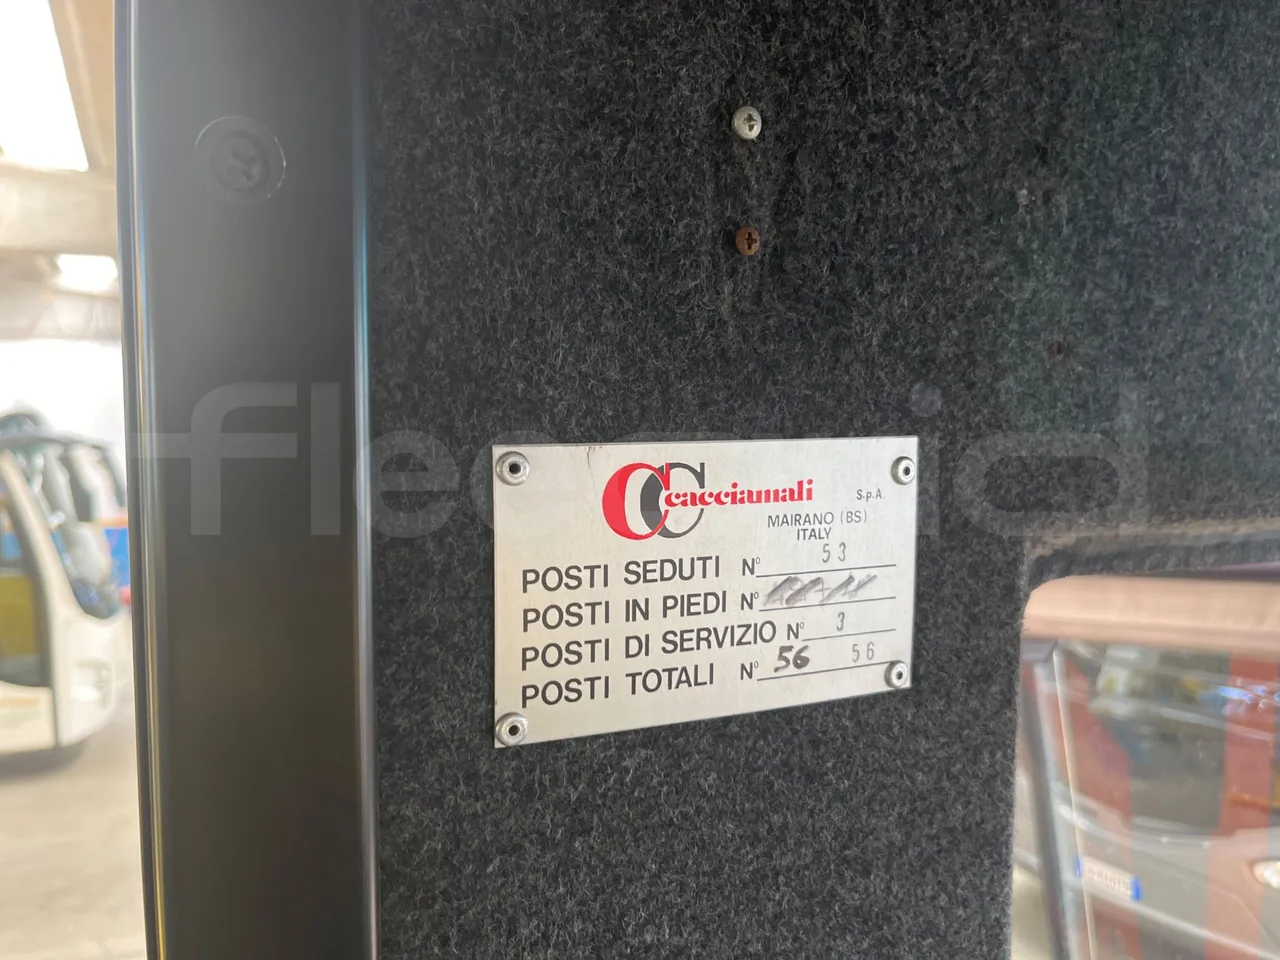 cacciamali S.p.A.
MAIRANO (BS)
ITALY
POSTI SEDUTI N° 53
POSTI IN PIEDI N°
POSTI DI SERVIZIO N° 3
POSTI TOTALI N° 56 56